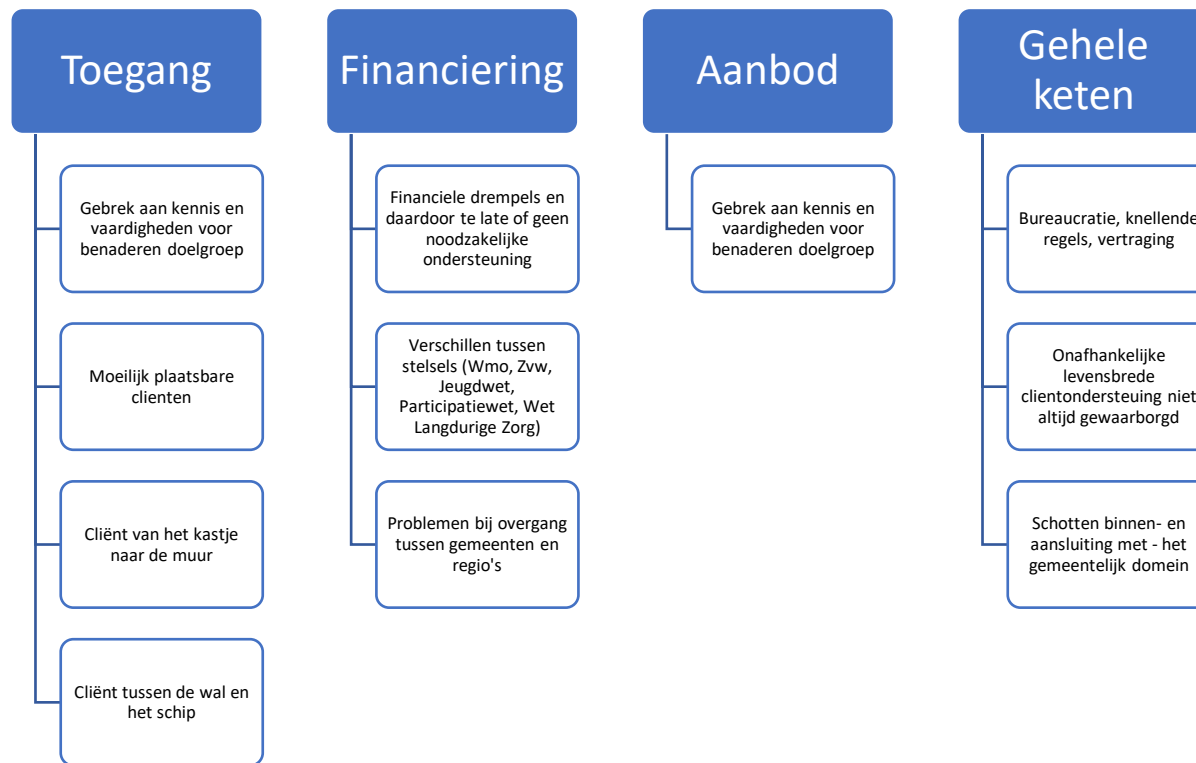 Toegang
Gebrek aan kennis en
vaardigheden voor
benaderen doelgroep
Moeilijk plaatsbare
clienten
Cliënt van het kastje
naar de muur
Cliënt tussen de wal en
het schip
Financiering
Financiele drempels en
daardoor te late of geen
noodzakelijke
ondersteuning
Verschillen tussen
stelsels (Wmo, Zvw,
Jeugdwet,
Participatiewet, Wet
Langdurige Zorg)
Problemen bij overgang
tussen gemeenten en
regio's
Aanbod
Gebrek aan kennis en
vaardigheden voor
benaderen doelgroep
Gehele
keten
Bureaucratie, knellende
regels, vertraging
Onafhankelijke
levensbrede
clientondersteuing niet
altijd gewaarborgd
Schotten binnen- en
aansluiting met - het
gemeentelijk domein